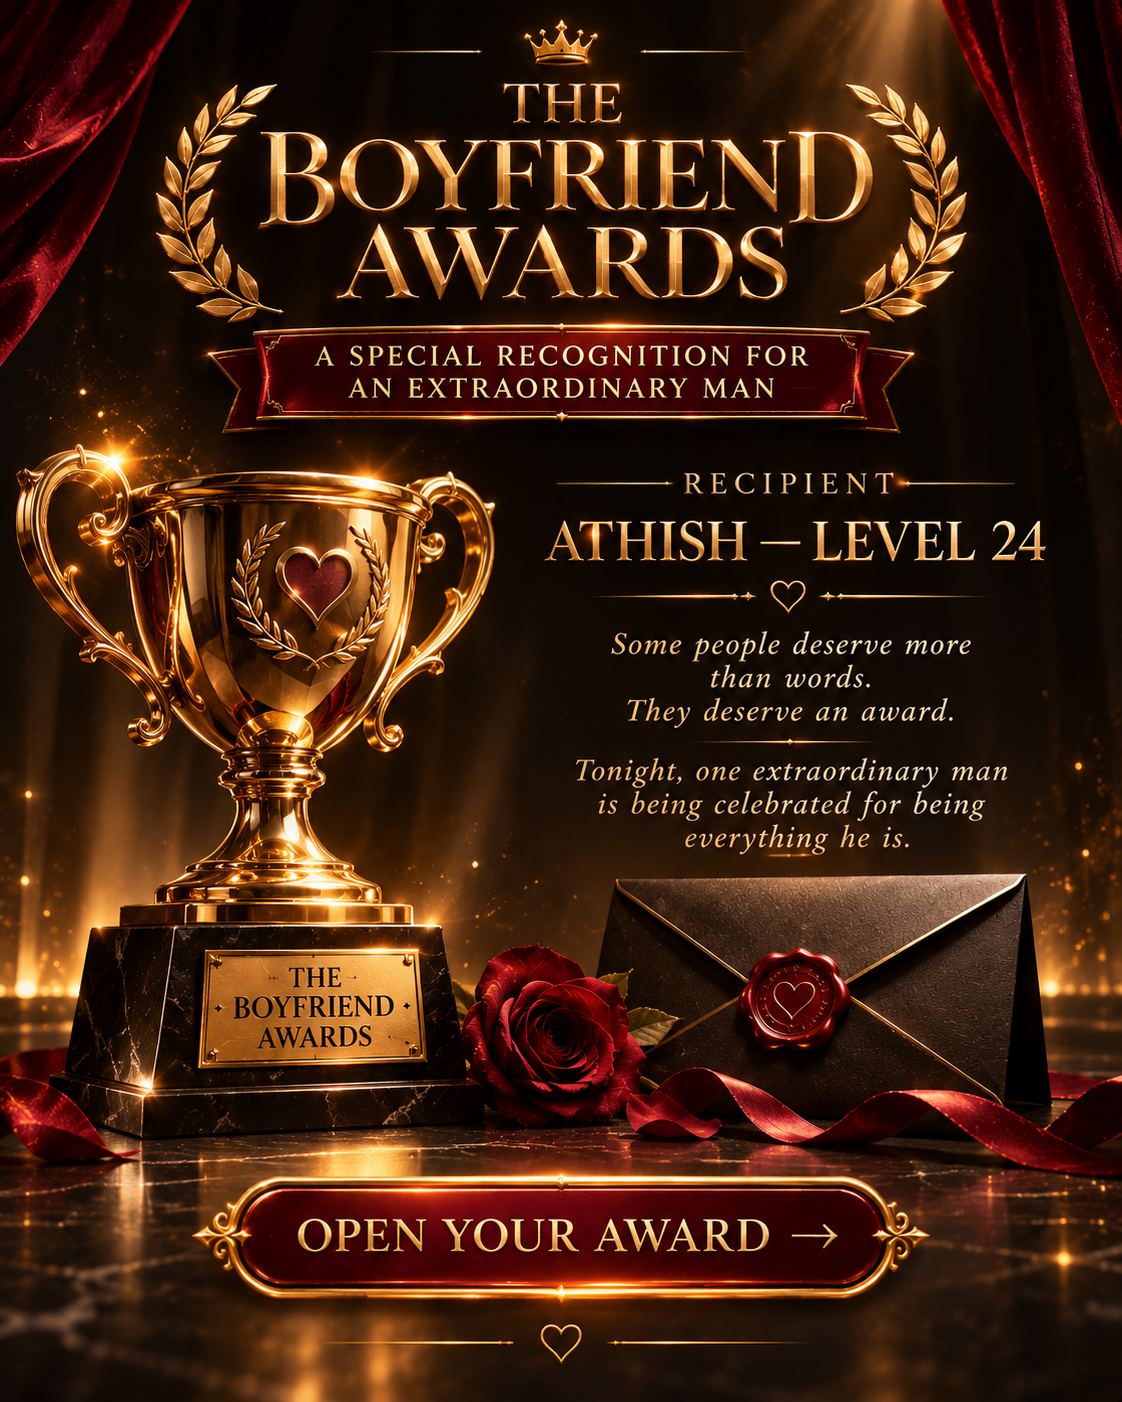 THE
BOYFRIEND
AWARDS
A SPECIAL RECOGNITION FOR
AN EXTRAORDINARY MAN
RECIPIENT
ATHISH — LEVEL 24
Some people deserve more
than words.
They deserve an award.
Tonight, one extraordinary man
is being celebrated for being
everything he is.
THE
BOYFRIEND
AWARDS
OPEN YOUR AWARD →